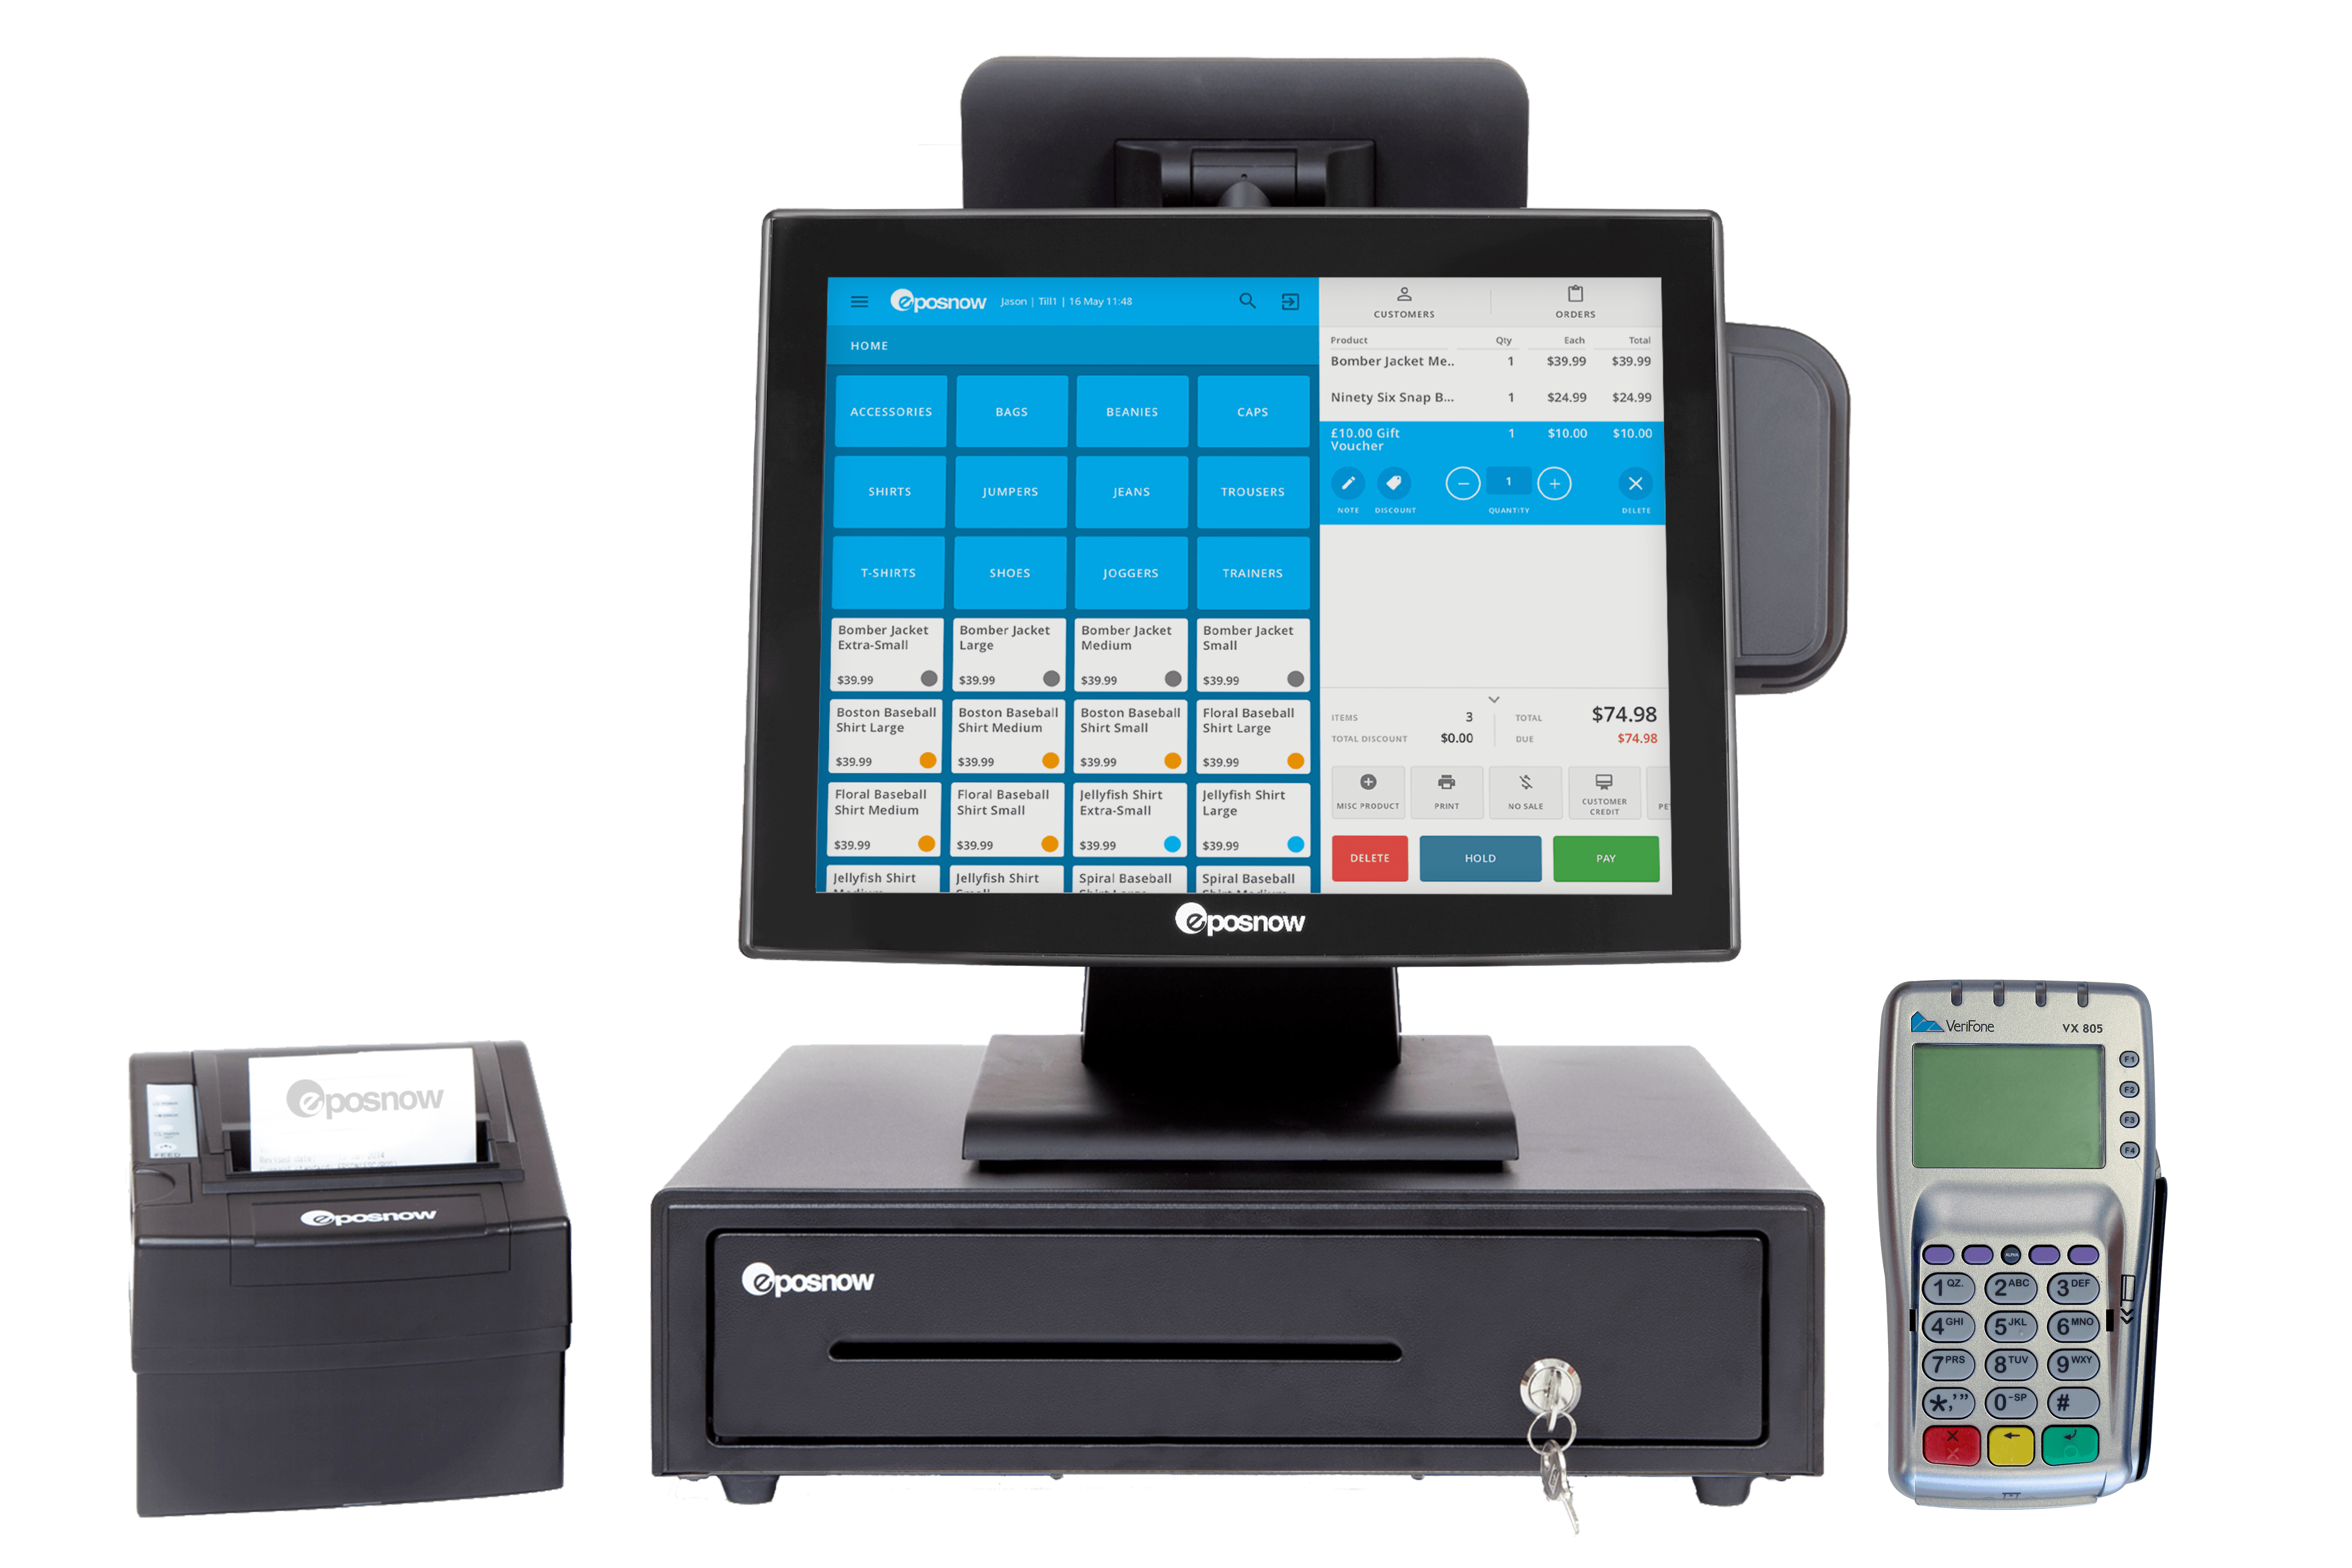 eposnow Jason | Till1 | 16 May 11:48
HOME
ACCESSORIES BAGS BEANIES CAPS
SHIRTS JUMPERS JEANS TROUSERS
T-SHIRTS SHOES JOGGERS TRAINERS
Bomber Jacket
Extra-Small
$39.99
Bomber Jacket
Large
$39.99
Bomber Jacket
Medium
$39.99
Bomber Jacket
Small
$39.99
Boston Baseball
Shirt Large
$39.99
Boston Baseball
Shirt Medium
$39.99
Boston Baseball
Shirt Small
$39.99
Floral Baseball
Shirt Large
$39.99
Floral Baseball
Shirt Medium
$39.99
Floral Baseball
Shirt Small
$39.99
Jellyfish Shirt
Extra-Small
$39.99
Jellyfish Shirt
Large
$39.99
Jellyfish Shirt
Jellyfish Shirt
Spiral Baseball
Spiral Baseball
CUSTOMERS ORDERS
Product Qty Each Total
Bomber Jacket Me.. 1 $39.99 $39.99
Ninety Six Snap B... 1 $24.99 $24.99
£10.00 Gift 1 $10.00 $10.00
Voucher
1
NOTE DISCOUNT QUANTITY DELETE
ITEMS 3 TOTAL $74.98
TOTAL DISCOUNT $0.00 DUE $74.98
MISC PRODUCT
PRINT
NO SALE
CUSTOMER
CREDIT
PE
DELETE HOLD PAY
eposnow
eposnow
FEED
eposnow
eposnow
VeriFone VX 805
F1
F2
F3
F4
ALPHA
1 QZ. 2 ABC 3 DEF
4 GHI 5 JKL 6 MNO
7 PRS 8 TUV 9 WXY
*,'" 0 -SP #